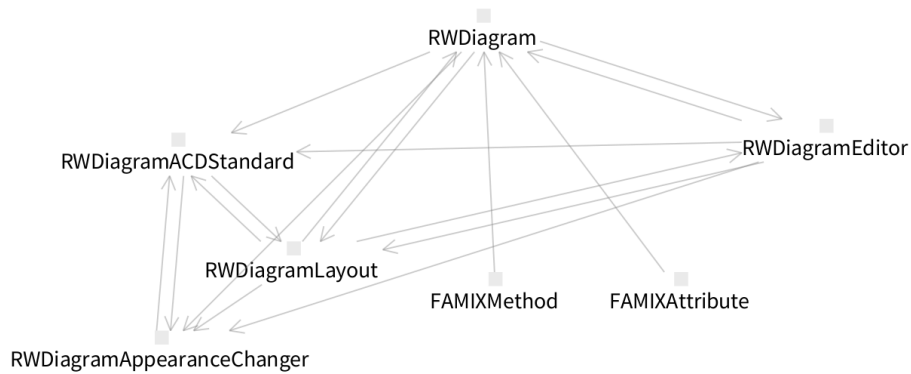 RWDiagram
RWDiagramEditor
RWDiagramACDStandard
RWDiagramLayout
FAMIXMethod
FAMIXAttribute
RWDiagramAppearanceChanger